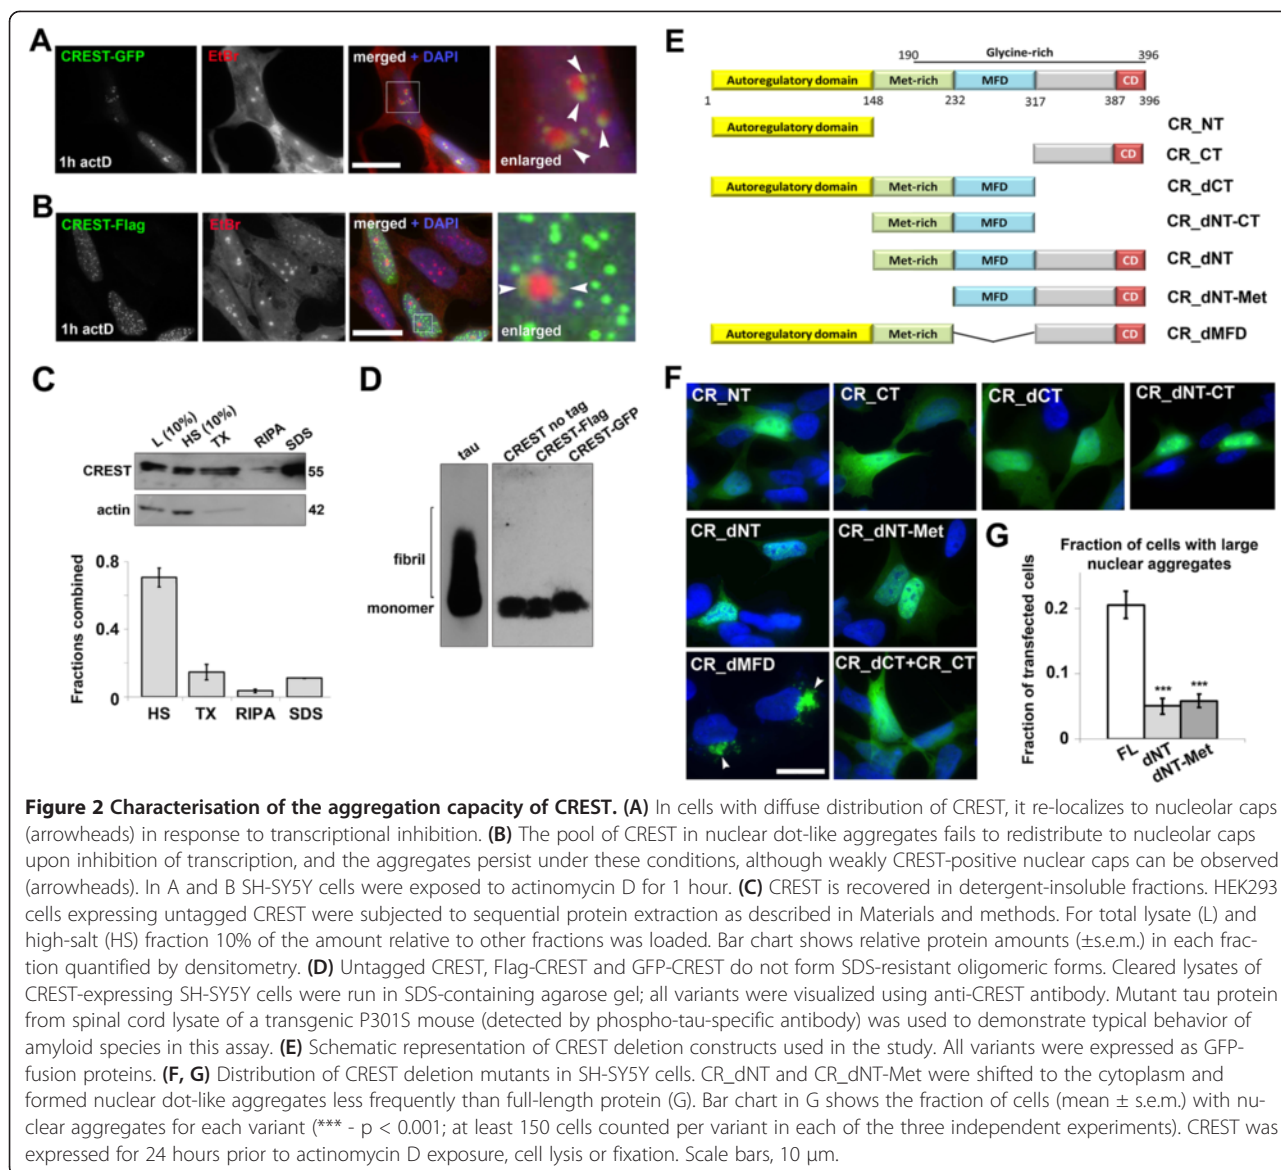 A
CREST-GFP
1h actD
EtBr
merged + DAPI
enlarged
B
CREST-Flag
1h actD
EtBr
merged + DAPI
enlarged
C
L (10%)
HS (10%)
TX
RIPA
SDS
CREST
55
actin
42
Fractions combined
0.8
0.4
0
HS
TX
RIPA
SDS
D
tau
CREST no tag
CREST-Flag
CREST-GFP
fibril
monomer
E
190
Glycine-rich
396
Autoregulatory domain
Met-rich
MFD
CD
1
148
232
317
387
396
Autoregulatory domain
CR_NT
CD
CR_CT
Autoregulatory domain
Met-rich
MFD
CR_dCT
Met-rich
MFD
CR_dNT-CT
Met-rich
MFD
CD
CR_dNT
MFD
CD
CR_dNT-Met
Autoregulatory domain
Met-rich
CD
CR_dMFD
F
CR_NT
CR_CT
CR_dCT
CR_dNT-CT
CR_dNT
CR_dNT-Met
CR_dMFD
CR_dCT+CR_CT
G
Fraction of cells with large
nuclear aggregates
Fraction of transfected cells
0.2
0.1
0
***
***
FL
dNT
dNT-Met
Figure 2 Characterisation of the aggregation capacity of CREST. (A) In cells with diffuse distribution of CREST, it re-localizes to nucleolar caps
(arrowheads) in response to transcriptional inhibition. (B) The pool of CREST in nuclear dot-like aggregates fails to redistribute to nucleolar caps
upon inhibition of transcription, and the aggregates persist under these conditions, although weakly CREST-positive nuclear caps can be observed
(arrowheads). In A and B SH-SY5Y cells were exposed to actinomycin D for 1 hour. (C) CREST is recovered in detergent-insoluble fractions. HEK293
cells expressing untagged CREST were subjected to sequential protein extraction as described in Materials and methods. For total lysate (L) and
high-salt (HS) fraction 10% of the amount relative to other fractions was loaded. Bar chart shows relative protein amounts (±s.e.m.) in each frac-
tion quantified by densitometry. (D) Untagged CREST, Flag-CREST and GFP-CREST do not form SDS-resistant oligomeric forms. Cleared lysates of
CREST-expressing SH-SY5Y cells were run in SDS-containing agarose gel; all variants were visualized using anti-CREST antibody. Mutant tau protein
from spinal cord lysate of a transgenic P301S mouse (detected by phospho-tau-specific antibody) was used to demonstrate typical behavior of
amyloid species in this assay. (E) Schematic representation of CREST deletion constructs used in the study. All variants were expressed as GFP-
fusion proteins. (F, G) Distribution of CREST deletion mutants in SH-SY5Y cells. CR_dNT and CR_dNT-Met were shifted to the cytoplasm and
formed nuclear dot-like aggregates less frequently than full-length protein (G). Bar chart in G shows the fraction of cells (mean ± s.e.m.) with nu-
clear aggregates for each variant (*** - p < 0.001; at least 150 cells counted per variant in each of the three independent experiments). CREST was
expressed for 24 hours prior to actinomycin D exposure, cell lysis or fixation. Scale bars, 10 μm.